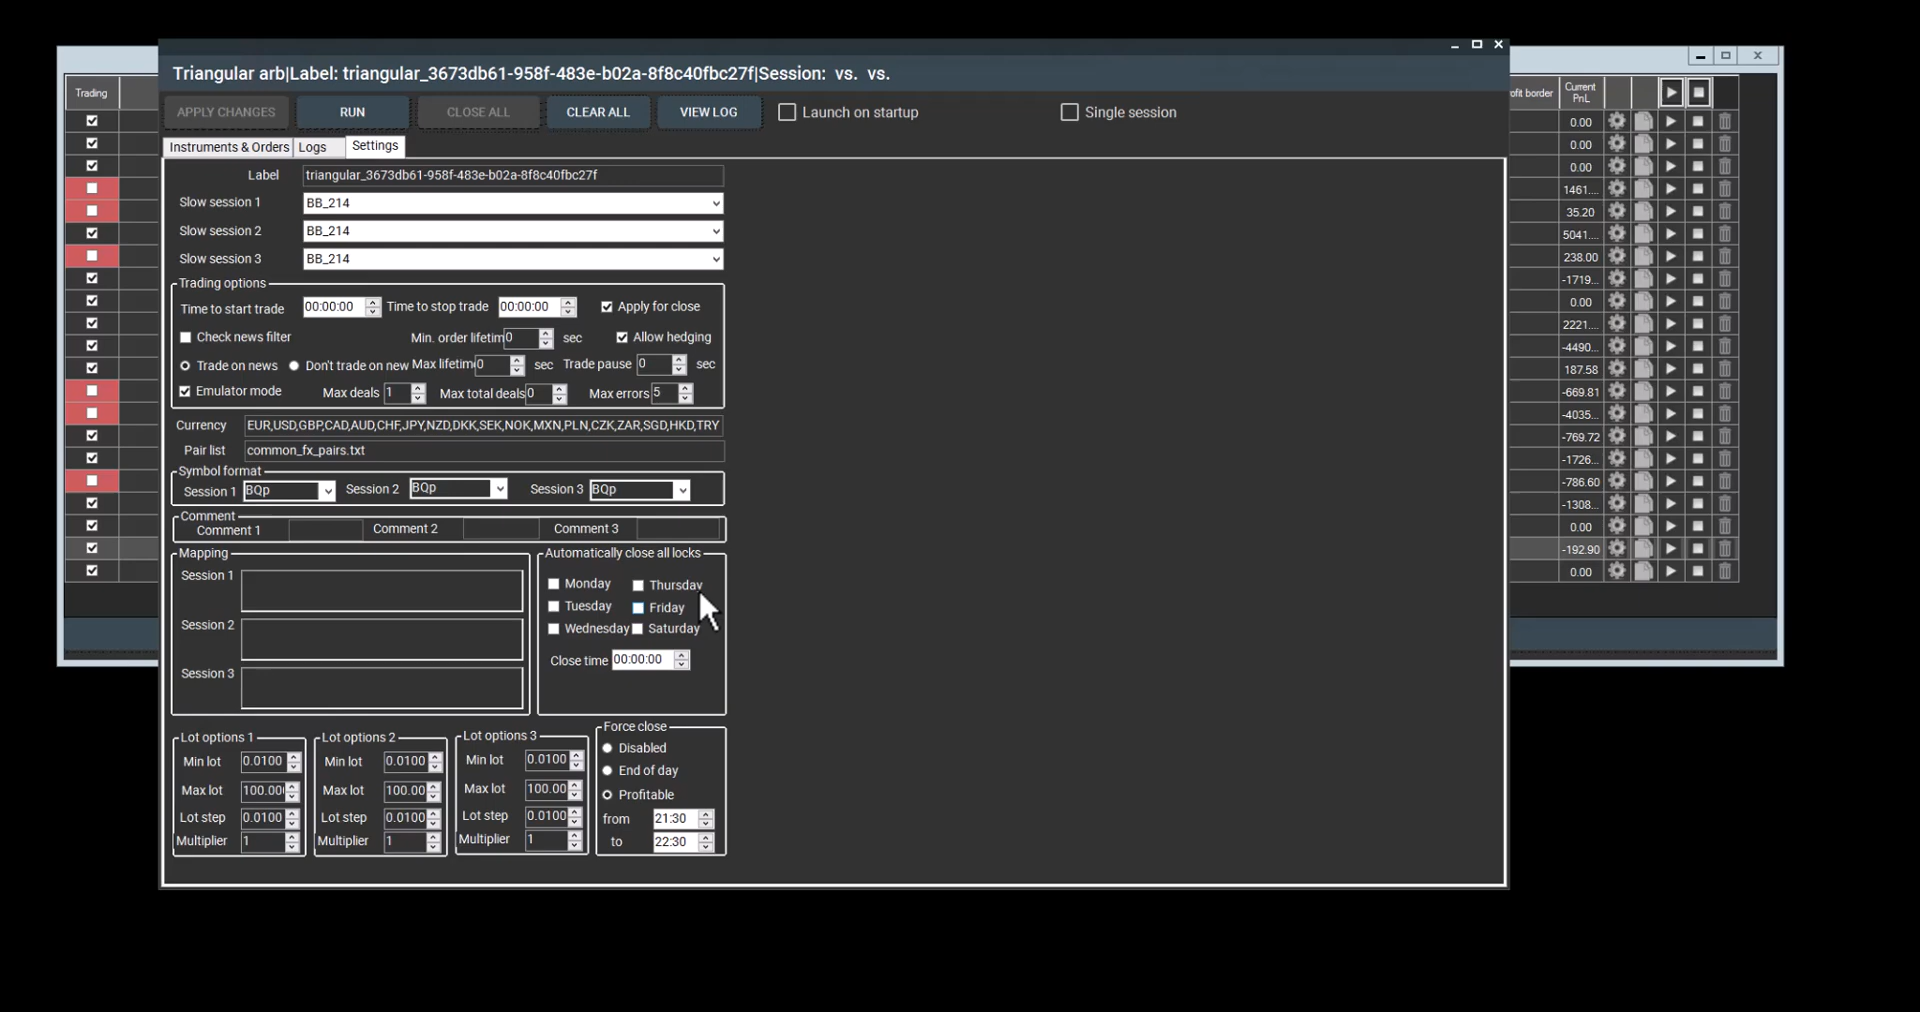 Triangular arb|Label: triangular_3673db61-958f-483e-b02a-8f8c40fbc27f|Session:  vs.  vs.
APPLY CHANGES RUN CLOSE ALL CLEAR ALL VIEW LOG Launch on startup Single session
Instruments & Orders Logs Settings
Label triangular_3673db61-958f-483e-b02a-8f8c40fbc27f
Slow session 1 BB_214
Slow session 2 BB_214
Slow session 3 BB_214
Trading options
Time to start trade 00:00:00 Time to stop trade 00:00:00 Apply for close
Check news filter Min. order lifetim 0 sec Allow hedging
Trade on news Don't trade on new Max lifetim 0 sec Trade pause 0 sec
Emulator mode Max deals 1 Max total deals 0 Max errors 5
Currency EUR,USD,GBP,CAD,AUD,CHF,JPY,NZD,DKK,SEK,NOK,MXN,PLN,CZK,ZAR,SGD,HKD,TRY
Pair list common_fx_pairs.txt
Symbol format
Session 1 BQp Session 2 BQp Session 3 BQp
Comment
Comment 1 Comment 2 Comment 3
Mapping
Session 1
Session 2
Session 3
Automatically close all locks
Monday Thursday
Tuesday Friday
Wednesday Saturday
Close time 00:00:00
Lot options 1
Min lot 0.0100
Max lot 100.00
Lot step 0.0100
Multiplier 1
Lot options 2
Min lot 0.0100
Max lot 100.00
Lot step 0.0100
Multiplier 1
Lot options 3
Min lot 0.0100
Max lot 100.00
Lot step 0.0100
Multiplier 1
Force close
Disabled
End of day
Profitable
from 21:30
to 22:30
Trading
ofit border Current PnL
0.00
0.00
0.00
1461....
35.20
5041....
238.00
-1719...
0.00
2221....
-4490...
187.58
-669.81
-4035...
-769.72
-1726...
-786.60
-1308...
0.00
-192.90
0.00